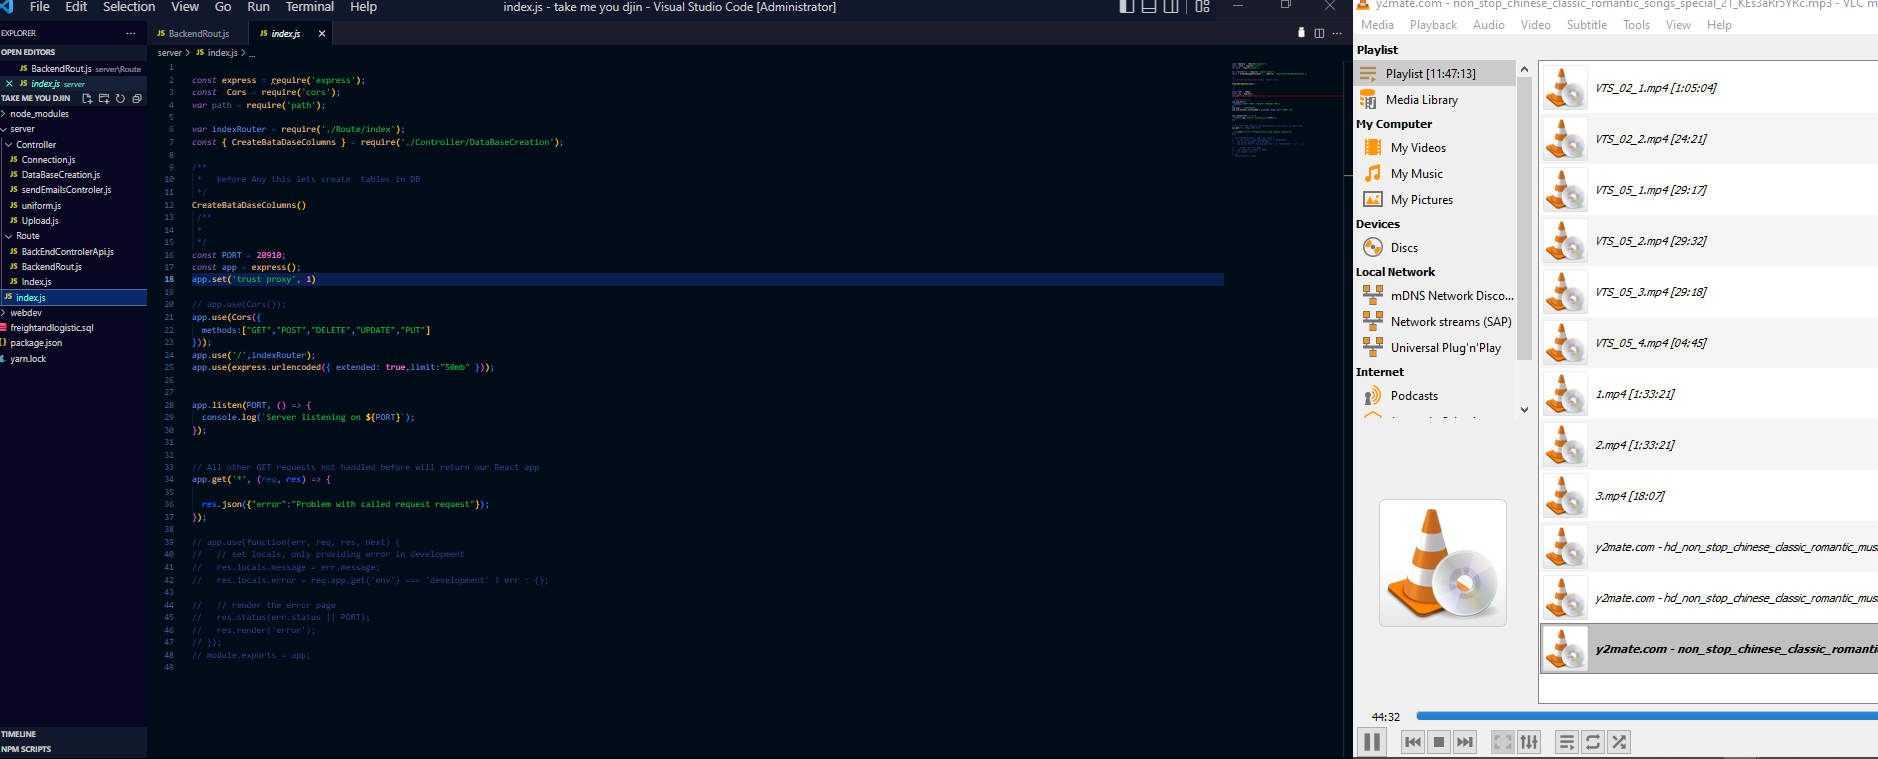 File Edit Selection View Go Run Terminal Help
index.js - take me you djin - Visual Studio Code [Administrator]
EXPLORER
OPEN EDITORS
JS BackendRout.js server\Route
JS index.js server
TAKE ME YOU DJIN
node_modules
server
Controller
JS Connection.js
JS DataBaseCreation.js
JS sendEmailsControler.js
JS uniform.js
JS Upload.js
Route
JS BackEndControlerApi.js
JS BackendRout.js
JS Index.js
JS index.js
webdev
freightandlogistic.sql
package.json
yarn.lock
TIMELINE
NPM SCRIPTS
JS BackendRout.js
JS index.js
server > JS index.js > ...
1
2 const express = require('express');
3 const  Cors = require('cors');
4 var path = require('path');
5
6 var indexRouter = require('./Route/index');
7 const { CreateBataDaseColumns } = require('./Controller/DataBaseCreation');
8
9 /**
10 *   before Any this lets create  tables in DB
11 */
12 CreateBataDaseColumns()
13 /**
14 *
15 */
16 const PORT = 20910;
17 const app = express();
18 app.set('trust proxy', 1)
19
20 // app.use(Cors());
21 app.use(Cors({
22 methods:["GET","POST","DELETE","UPDATE","PUT"]
23 }));
24 app.use('/',indexRouter);
25 app.use(express.urlencoded({ extended: true,limit:"50mb" }));
26
27
28 app.listen(PORT, () => {
29 console.log(`Server listening on ${PORT}`);
30 });
31
32
33 // All other GET requests not handled before will return our React app
34 app.get('*', (req, res) => {
35
36 res.json({"error":"Problem with called request request"});
37 });
38
39 // app.use(function(err, req, res, next) {
40 //   // set locals, only providing error in development
41 //   res.locals.message = err.message;
42 //   res.locals.error = req.app.get('env') === 'development' ? err : {};
43
44 //   // render the error page
45 //   res.status(err.status || PORT);
46 //   res.render('error');
47 // });
48 // module.exports = app;
49
y2mate.com - non_stop_chinese_classic_romantic_songs_special_21_KEs3aRr5YRc.mp3 - VLC m
Media Playback Audio Video Subtitle Tools View Help
Playlist
Playlist [11:47:13]
Media Library
My Computer
My Videos
My Music
My Pictures
Devices
Discs
Local Network
mDNS Network Disco...
Network streams (SAP)
Universal Plug'n'Play
Internet
Podcasts
VTS_02_1.mp4 [1:05:04]
VTS_02_2.mp4 [24:21]
VTS_05_1.mp4 [29:17]
VTS_05_2.mp4 [29:32]
VTS_05_3.mp4 [29:18]
VTS_05_4.mp4 [04:45]
1.mp4 [1:33:21]
2.mp4 [1:33:21]
3.mp4 [18:07]
y2mate.com - hd_non_stop_chinese_classic_romantic_mus
y2mate.com - hd_non_stop_chinese_classic_romantic_mus
y2mate.com - non_stop_chinese_classic_romanti
44:32